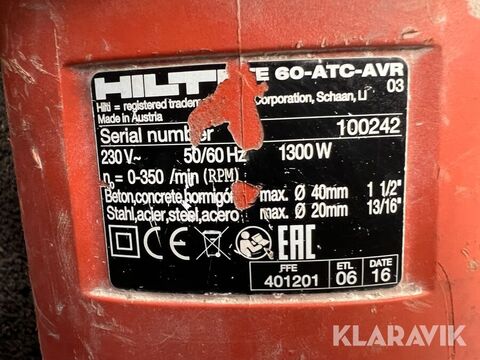 HILTI TE 60-ATC-AVR
Hilti = registered tradem Corporation, Schaan, LI 03
Made in Austria
Serial number 100242
230 V~ 50/60 Hz 1300 W
n₀= 0-350 /min (RPM)
Beton,concrete,hormigón max. Ø 40mm 1 1/2"
Stahl,acier,steel,acero max. Ø 20mm 13/16"
CE EAC
FFE ETL DATE
401201 06 16
KLARAVIK